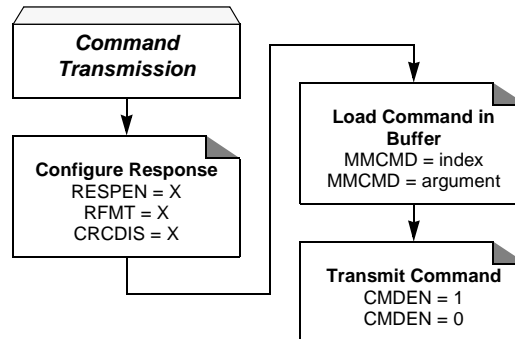 Command
Transmission
Configure Response
RESPEN = X
RFMT = X
CRCDIS = X
Load Command in
Buffer
MMCMD = index
MMCMD = argument
Transmit Command
CMDEN = 1
CMDEN = 0